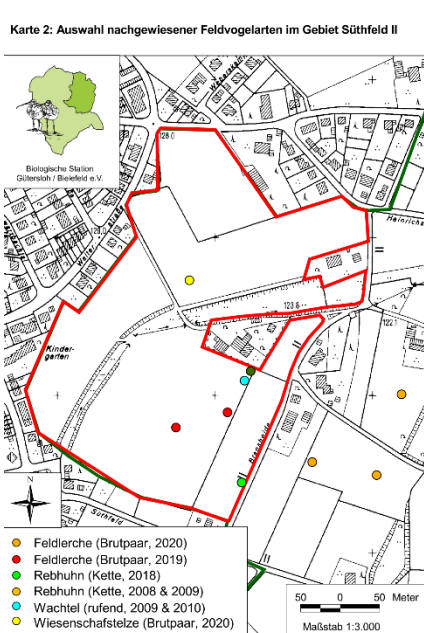 Karte 2: Auswahl nachgewiesener Feldvogelarten im Gebiet Süthfeld II
Biologische Station
Gütersloh / Bielefeld e.V.
128.0
Heinrichs
123.8
122.1
Kinder-
garten
Süthfeld
N
Feldlerche (Brutpaar, 2020)
Feldlerche (Brutpaar, 2019)
Rebhuhn (Kette, 2018)
Rebhuhn (Kette, 2008 & 2009)
Wachtel (rufend, 2009 & 2010)
Wiesenschafstelze (Brutpaar, 2020)
50 0 50 Meter
Maßstab 1:3.000